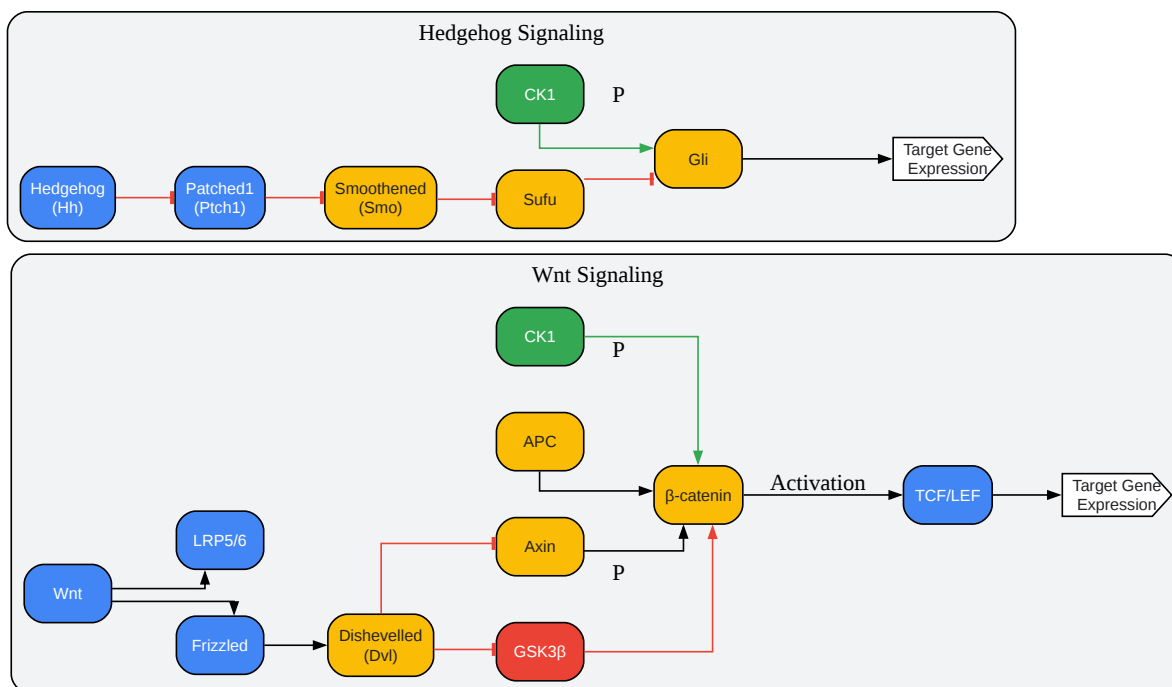 Hedgehog Signaling
CK1
P
Gli
Target Gene
Expression
Hedgehog
(Hh)
Patched1
(Ptch1)
Smoothened
(Smo)
Sufu
Wnt Signaling
CK1
P
APC
β-catenin
Activation
TCF/LEF
Target Gene
Expression
LRP5/6
Axin
P
Wnt
Frizzled
Dishevelled
(Dvl)
GSK3β